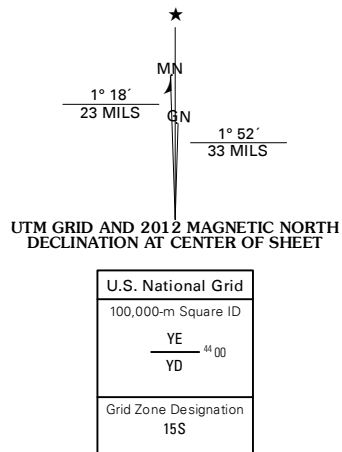 ★
MN
1° 18´
23 MILS
GN
1° 52´
33 MILS
UTM GRID AND 2012 MAGNETIC NORTH
DECLINATION AT CENTER OF SHEET
U.S. National Grid
100,000-m Square ID
YE
44 00
YD
Grid Zone Designation
15S